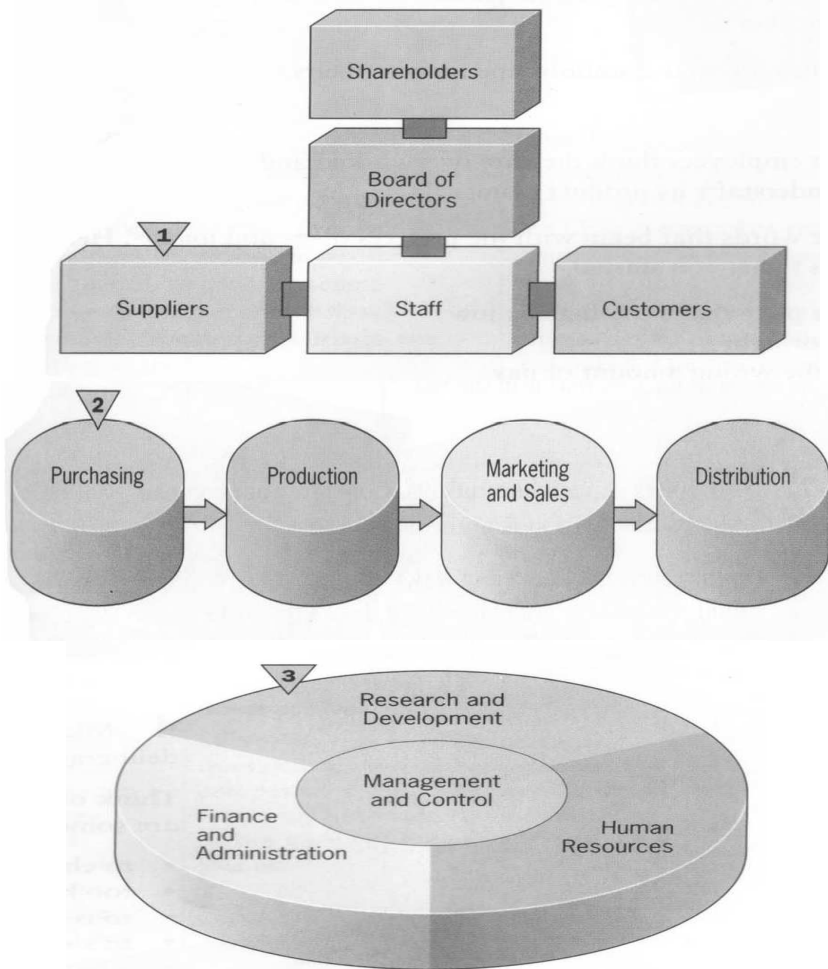 Shareholders
Board of
Directors
1
Suppliers
Staff
Customers
2
Purchasing
Production
Marketing
and Sales
Distribution
3
Research and
Development
Management
and Control
Finance
and
Administration
Human
Resources